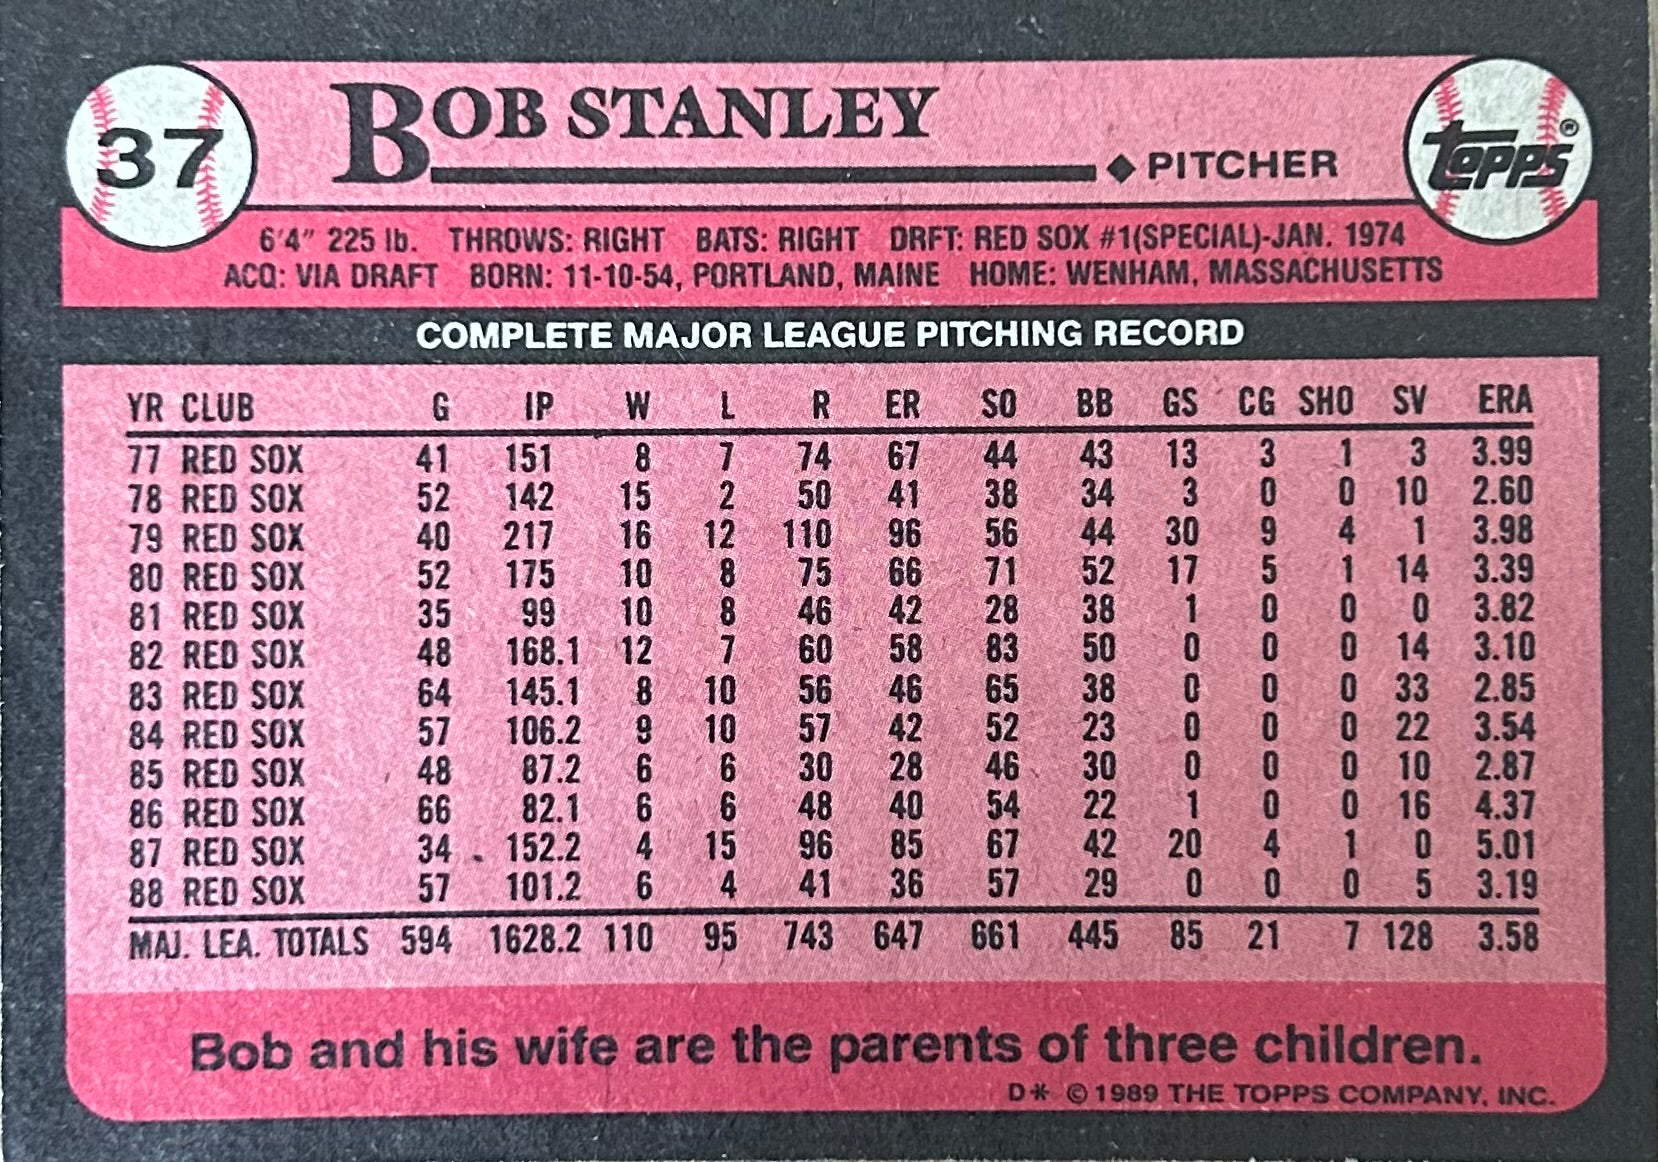 37
BOB STANLEY
◆ PITCHER
topps®
6'4" 225 lb. THROWS: RIGHT BATS: RIGHT DRFT: RED SOX #1(SPECIAL)-JAN. 1974
ACQ: VIA DRAFT BORN: 11-10-54, PORTLAND, MAINE HOME: WENHAM, MASSACHUSETTS
COMPLETE MAJOR LEAGUE PITCHING RECORD
YR CLUB G IP W L R ER SO BB GS CG SHO SV ERA
77 RED SOX 41 151 8 7 74 67 44 43 13 3 1 3 3.99
78 RED SOX 52 142 15 2 50 41 38 34 3 0 0 10 2.60
79 RED SOX 40 217 16 12 110 96 56 44 30 9 4 1 3.98
80 RED SOX 52 175 10 8 75 66 71 52 17 5 1 14 3.39
81 RED SOX 35 99 10 8 46 42 28 38 1 0 0 0 3.82
82 RED SOX 48 168.1 12 7 60 58 83 50 0 0 0 14 3.10
83 RED SOX 64 145.1 8 10 56 46 65 38 0 0 0 33 2.85
84 RED SOX 57 106.2 9 10 57 42 52 23 0 0 0 22 3.54
85 RED SOX 48 87.2 6 6 30 28 46 30 0 0 0 10 2.87
86 RED SOX 66 82.1 6 6 48 40 54 22 1 0 0 16 4.37
87 RED SOX 34 152.2 4 15 96 85 67 42 20 4 1 0 5.01
88 RED SOX 57 101.2 6 4 41 36 57 29 0 0 0 5 3.19
MAJ. LEA. TOTALS 594 1628.2 110 95 743 647 661 445 85 21 7 128 3.58
Bob and his wife are the parents of three children.
D* © 1989 THE TOPPS COMPANY, INC.